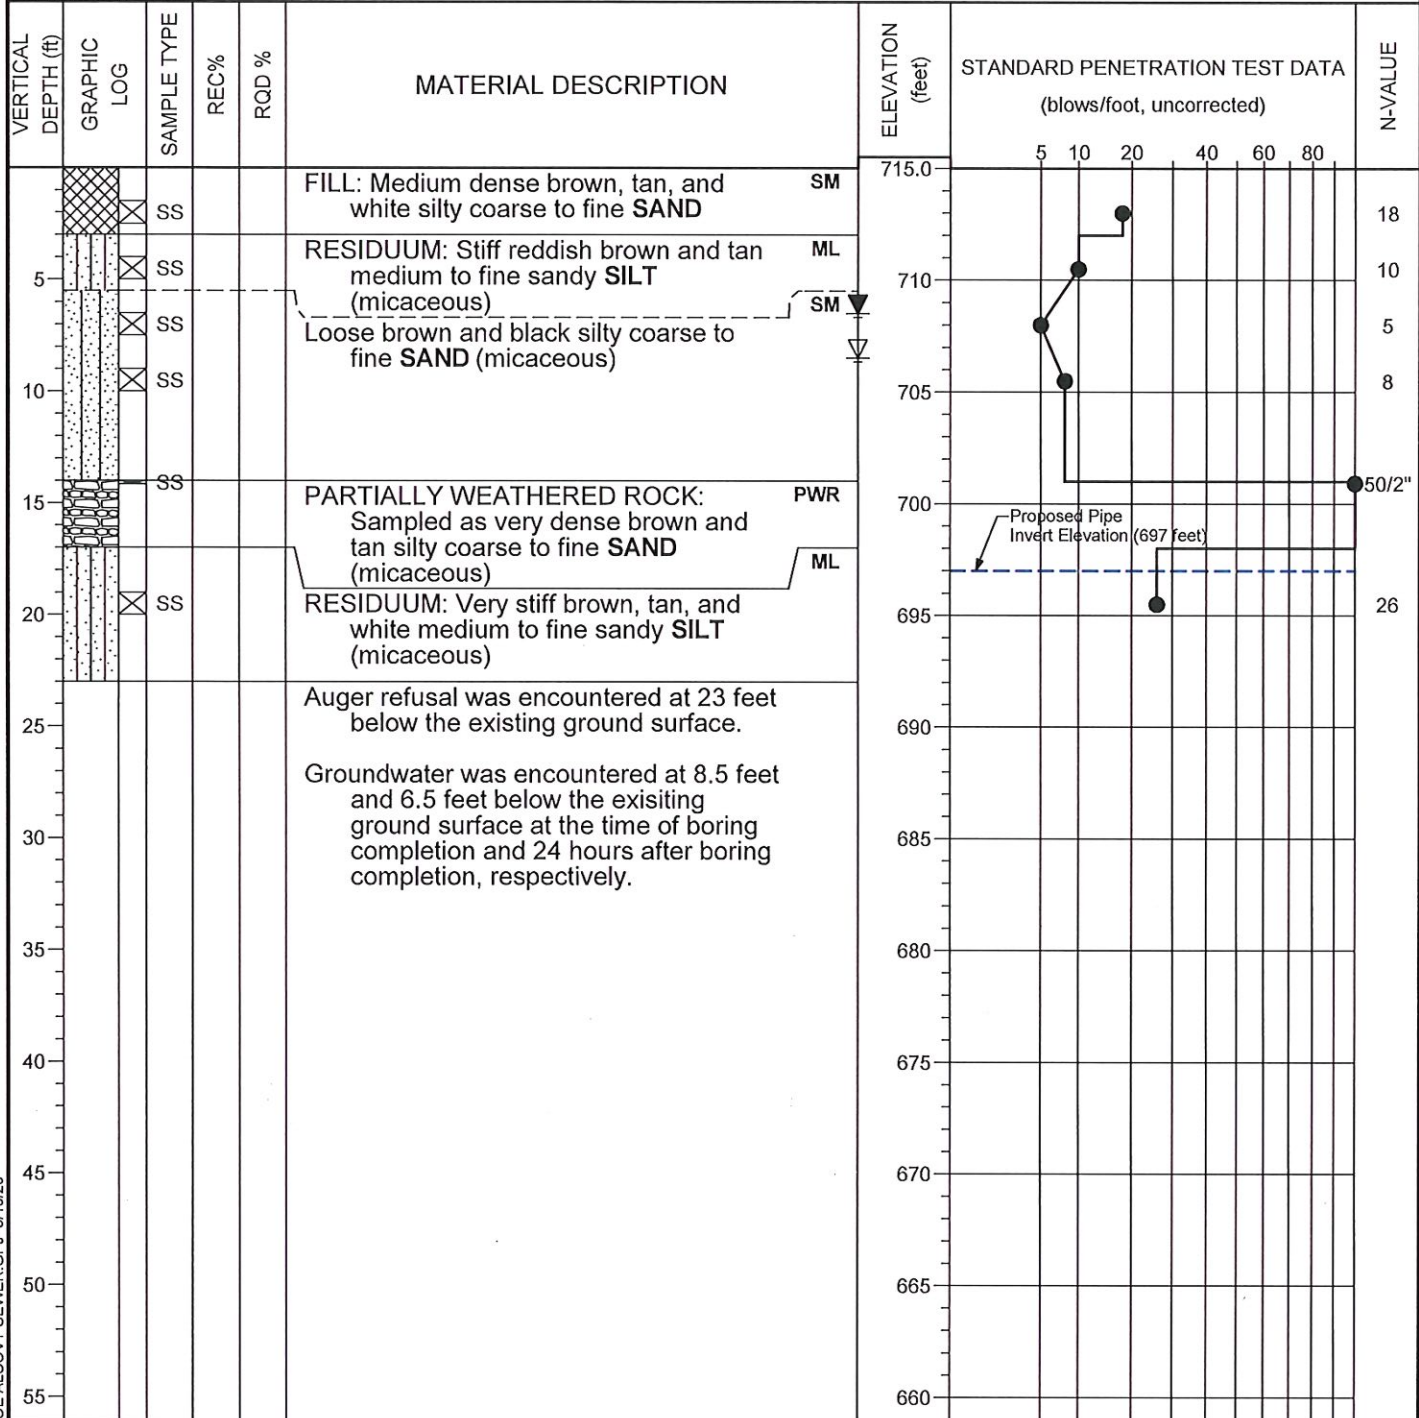 VERTICAL
DEPTH (ft)
GRAPHIC
LOG
SAMPLE TYPE
REC%
RQD %
MATERIAL DESCRIPTION
ELEVATION
(feet)
STANDARD PENETRATION TEST DATA
(blows/foot, uncorrected)
N-VALUE
5 10 20 40 60 80
715.0
FILL: Medium dense brown, tan, and SM
white silty coarse to fine SAND
SS
18
RESIDUUM: Stiff reddish brown and tan ML
medium to fine sandy SILT
(micaceous)
SS
10
5
710
SM
Loose brown and black silty coarse to
fine SAND (micaceous)
SS
5
SS
8
10
705
SS
50/2"
PARTIALLY WEATHERED ROCK: PWR
Sampled as very dense brown and
tan silty coarse to fine SAND
(micaceous)
15
700
Proposed Pipe
Invert Elevation (697 feet)
ML
RESIDUUM: Very stiff brown, tan, and
white medium to fine sandy SILT
(micaceous)
SS
26
20
695
Auger refusal was encountered at 23 feet
below the existing ground surface.
25
690
Groundwater was encountered at 8.5 feet
and 6.5 feet below the exisiting
ground surface at the time of boring
completion and 24 hours after boring
completion, respectively.
30
685
35
680
40
675
45
670
50
665
55
660